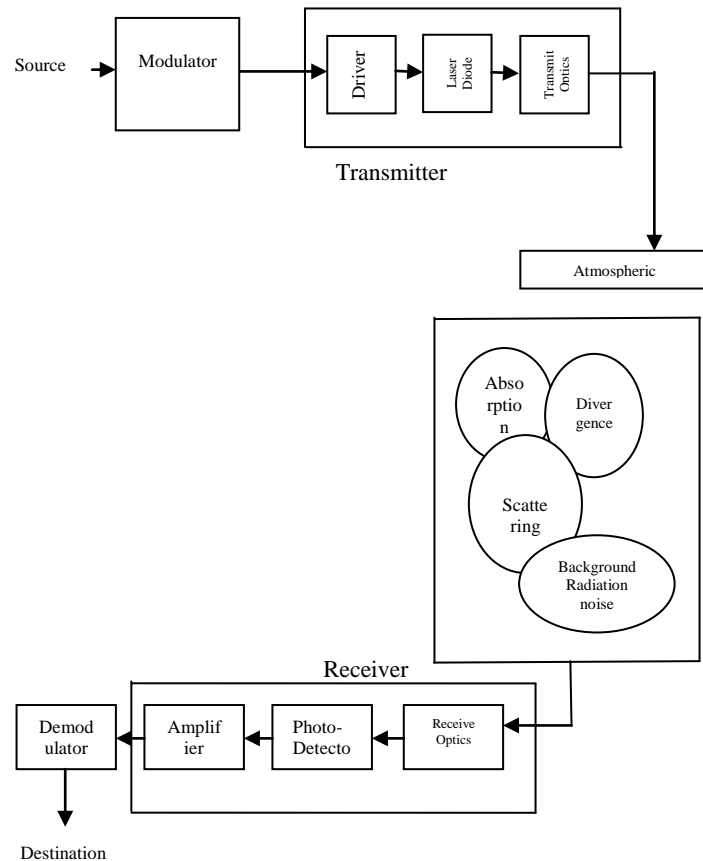 Source
Modulator
Driver
Laser
Diode
Transmit
Optics
Transmitter
Atmospheric
Abso
rptio
n
Diver
gence
Scatte
ring
Background
Radiation
noise
Receiver
Demod
ulator
Amplif
ier
Photo-
Detecto
Receive
Optics
Destination